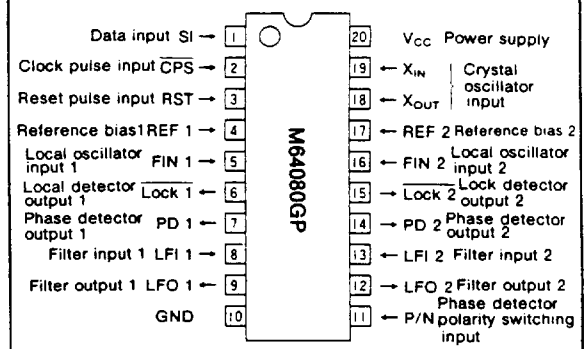 Data input SI → 1
Clock pulse input CPS → 2
Reset pulse input RST → 3
Reference bias1 REF 1 → 4
Local oscillator
input 1 FIN 1 → 5
Local detector
output 1 Lock 1 ← 6
Phase detector
output 1 PD 1 ← 7
Filter input 1 LFI 1 → 8
Filter output 1 LFO 1 ← 9
GND 10
M64080GP
20 VCC Power supply
19 ← XIN Crystal
oscillator
input
18 ← XOUT
17 ← REF 2 Reference bias 2
16 ← FIN 2 Local oscillator
input 2
15 → Lock 2 Lock detector
output 2
14 → PD 2 Phase detector
output 2
13 ← LFI 2 Filter input 2
12 → LFO 2 Filter output 2
11 ← P/N Phase detector
polarity switching
input